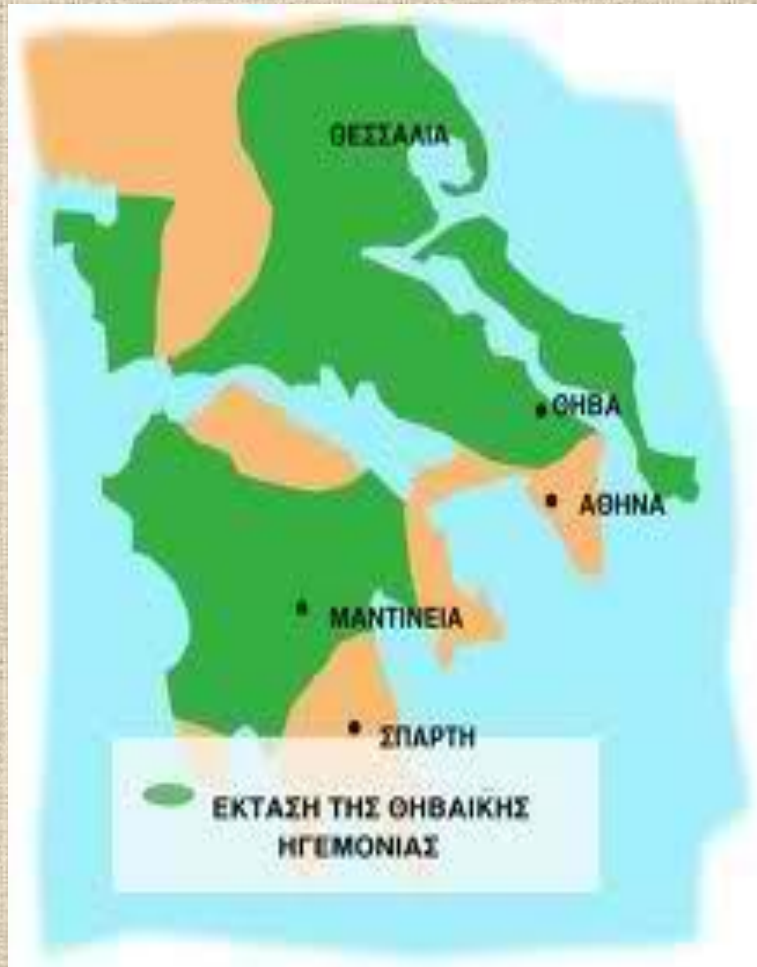 ΘΕΣΣΑΛΙΑ
ΘΗΒΑ
ΑΘΗΝΑ
ΜΑΝΤΙΝΕΙΑ
ΣΠΑΡΤΗ
ΕΚΤΑΣΗ ΤΗΣ ΘΗΒΑΙΚΗΣ
ΗΓΕΜΟΝΙΑΣ